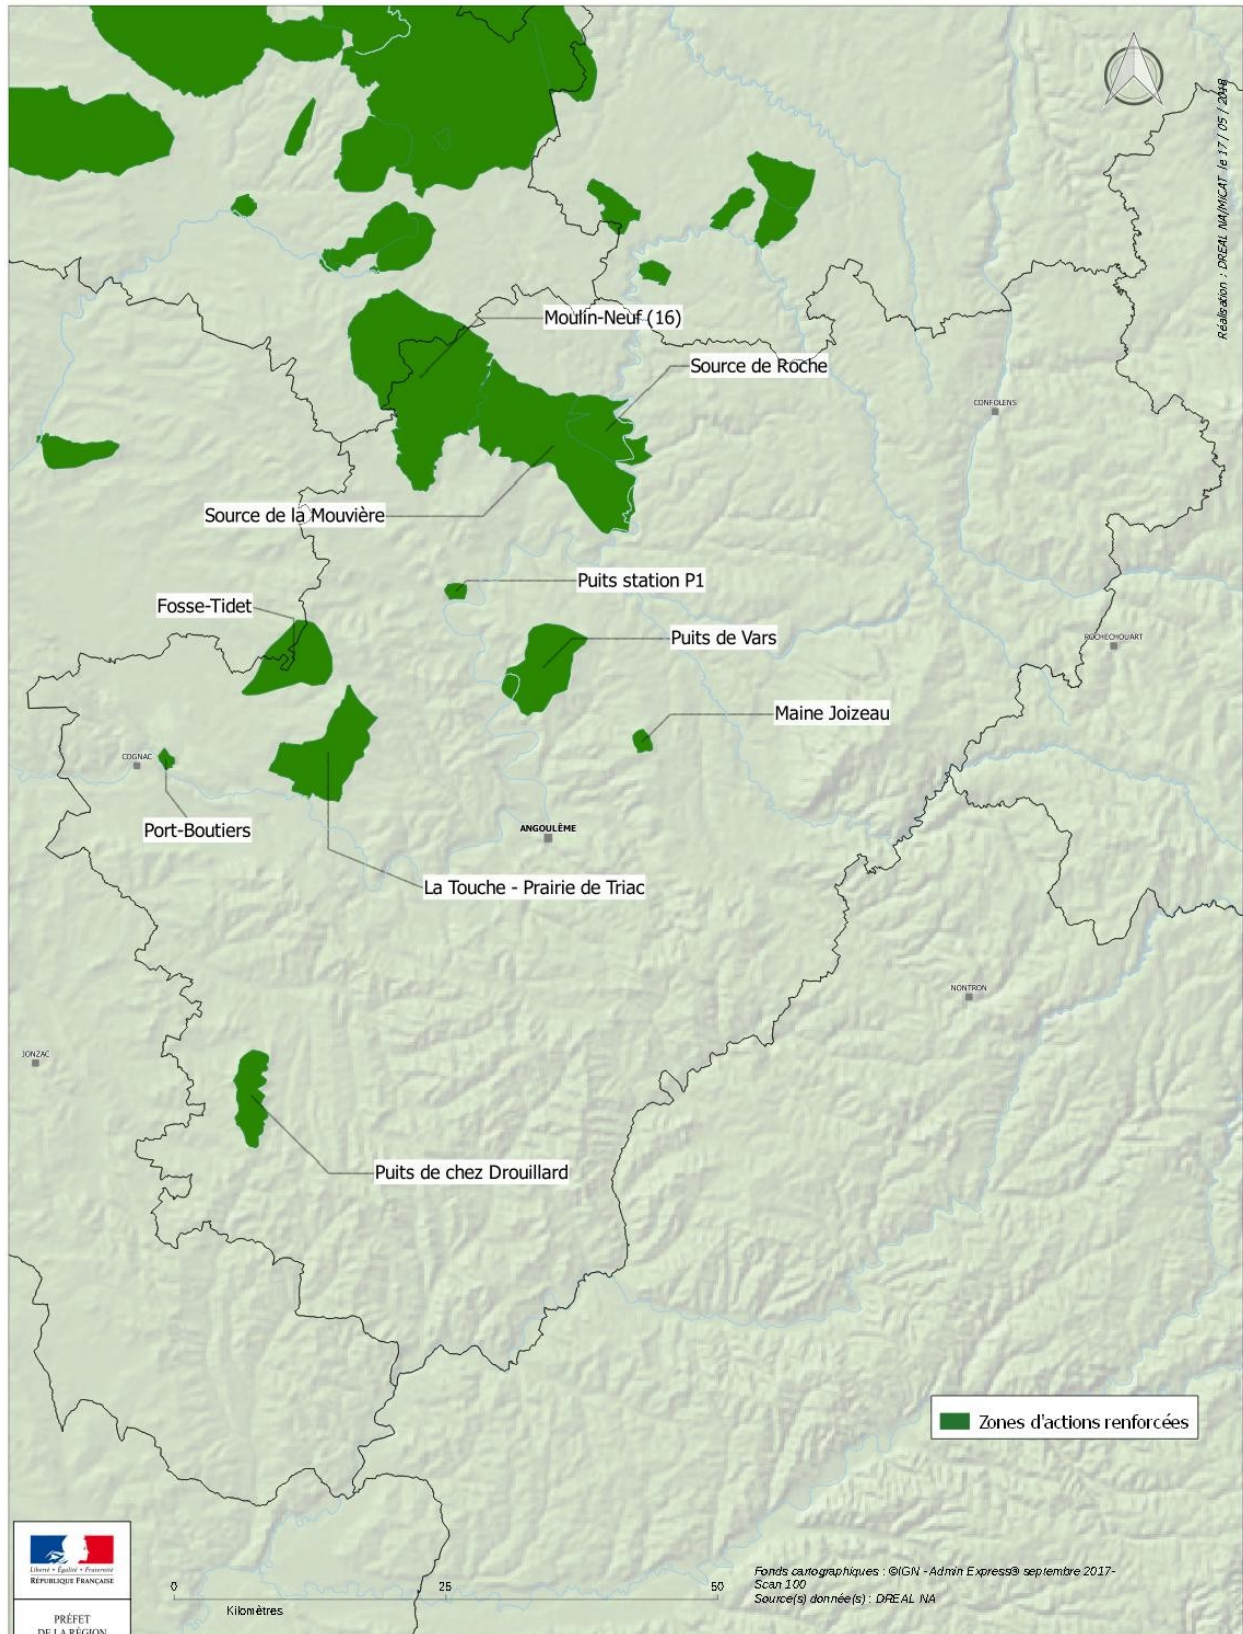 Réalisation : DREAL NA/MICAT le 17 / 05 / 2018
Moulin-Neuf (16)
Source de Roche
CONFOLENS
Source de la Mouvière
Puits station P1
Fosse-Tidet
Puits de Vars
ROCHECHOUART
Maine Joizeau
COGNAC
Port-Boutiers
ANGOULÊME
La Touche - Prairie de Triac
NONTRON
JONZAC
Puits de chez Drouillard
Zones d'actions renforcées
Liberté • Égalité • Fraternité
RÉPUBLIQUE FRANÇAISE
PRÉFET
DE LA RÉGION
0 25 50
Kilomètres
Fonds cartographiques : ©IGN - Admin Express® septembre 2017-
Scan 100
Source(s) donnée(s) : DREAL NA